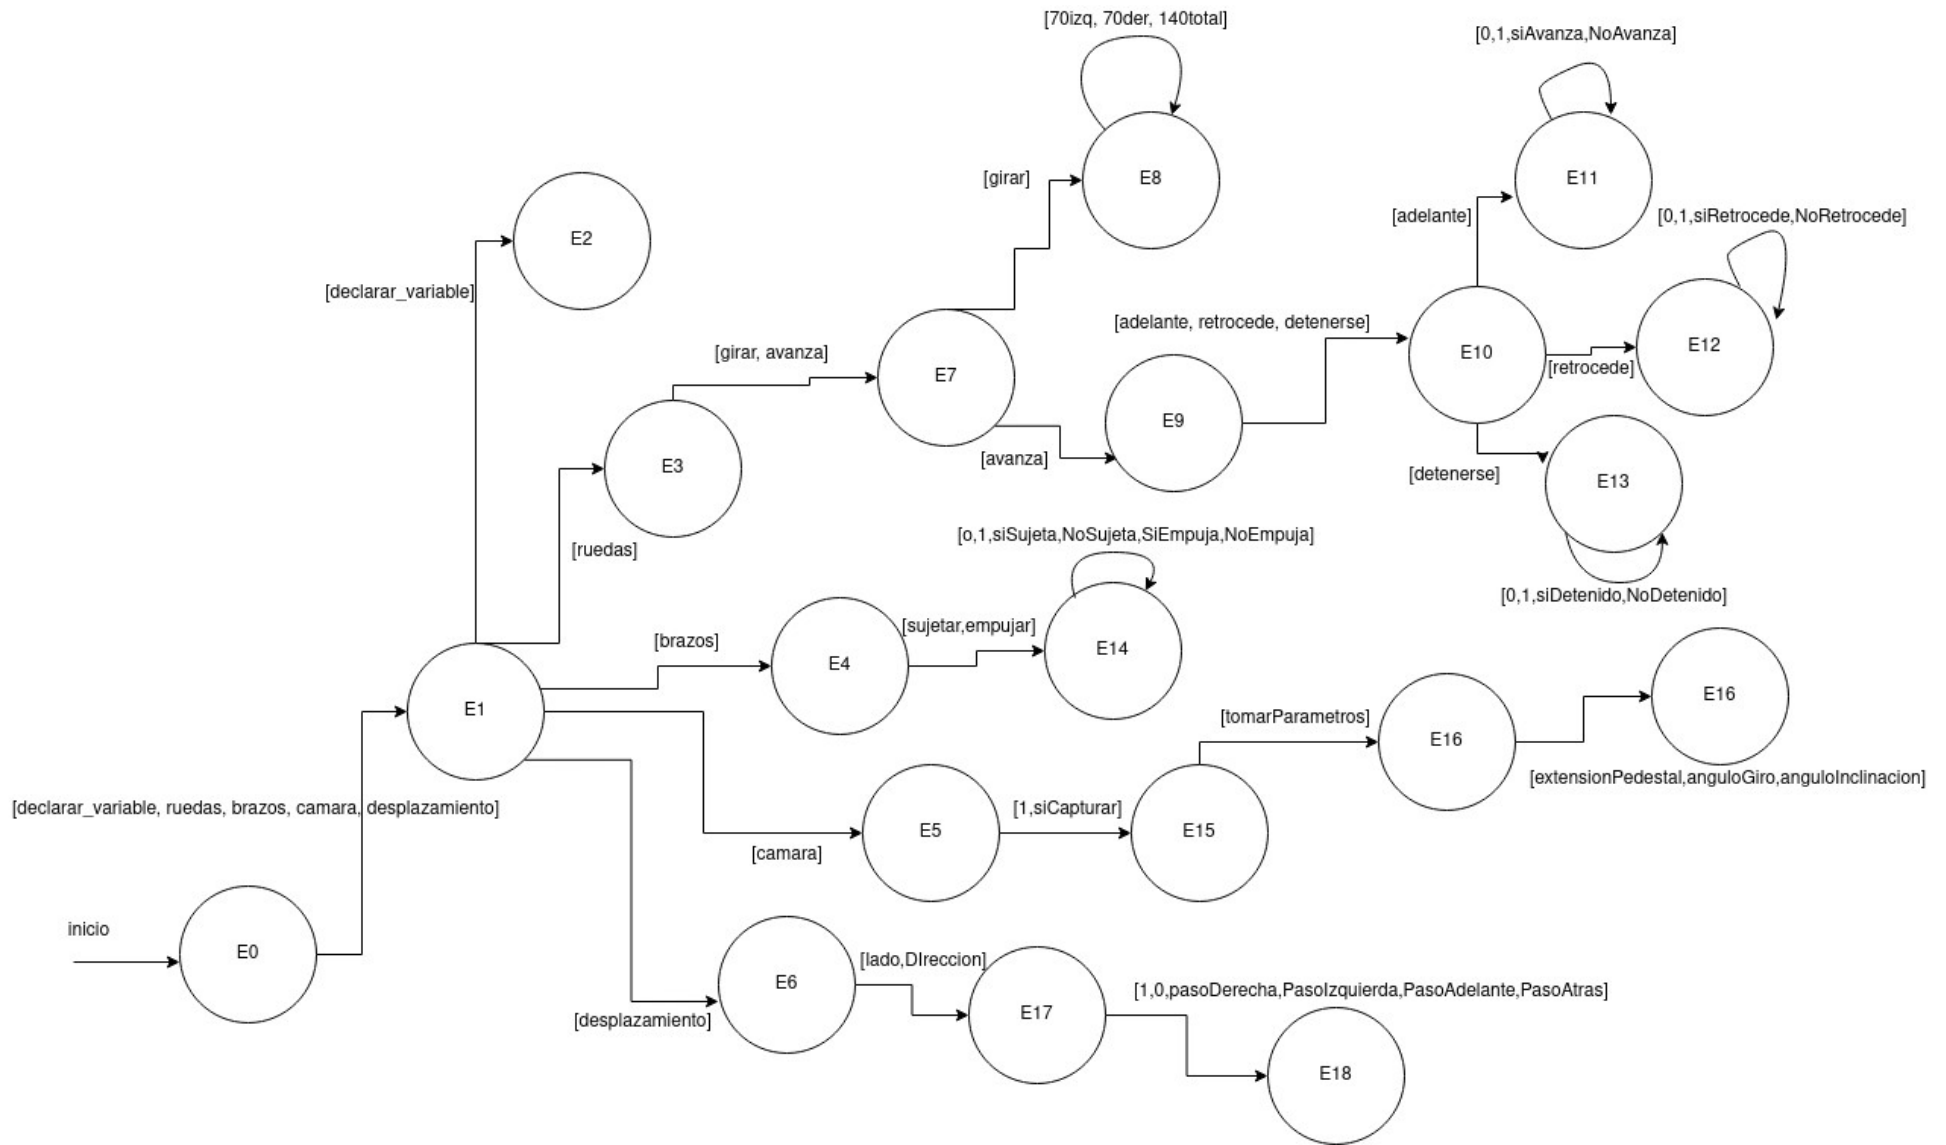 [70izq, 70der, 140total]
[0,1,siAvanza,NoAvanza]
[girar]
E8
E11
[adelante]
[0,1,siRetrocede,NoRetrocede]
E2
[declarar_variable]
[adelante, retrocede, detenerse]
[girar, avanza]
E10
E12
[retrocede]
E7
E9
[avanza]
E3
[detenerse]
E13
[ruedas]
[o,1,siSujeta,NoSujeta,SiEmpuja,NoEmpuja]
[0,1,siDetenido,NoDetenido]
[brazos]
[sujetar,empujar]
E4
E14
E1
[tomarParametros]
E16
E16
[extensionPedestal,anguloGiro,anguloInclinacion]
[declarar_variable, ruedas, brazos, camara, desplazamiento]
[1,siCapturar]
E5
E15
[camara]
inicio
E0
[lado,DIreccion]
E6
[desplazamiento]
E17
[1,0,pasoDerecha,PasoIzquierda,PasoAdelante,PasoAtras]
E18